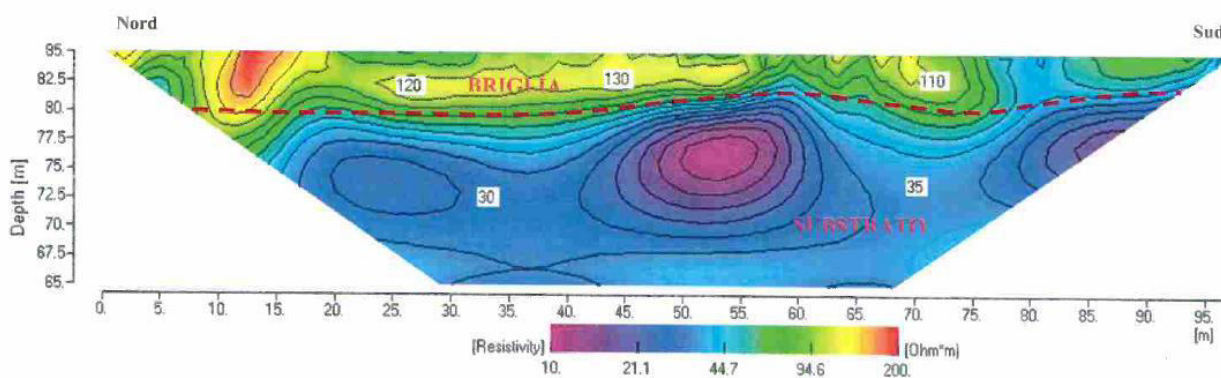 Nord
Sud
Depth [m]
85.
82.5
80.
77.5
75.
72.5
70.
67.5
65.
120
BRIGLIA
130
110
30
35
SUBSTRATO
0. 5. 10. 15. 20. 25. 30. 35. 40. 45. 50. 55. 60. 65. 70. 75. 80. 85. 90. 95.
[m]
[Resistivity]
[Ohm*m]
10. 21.1 44.7 94.6 200.